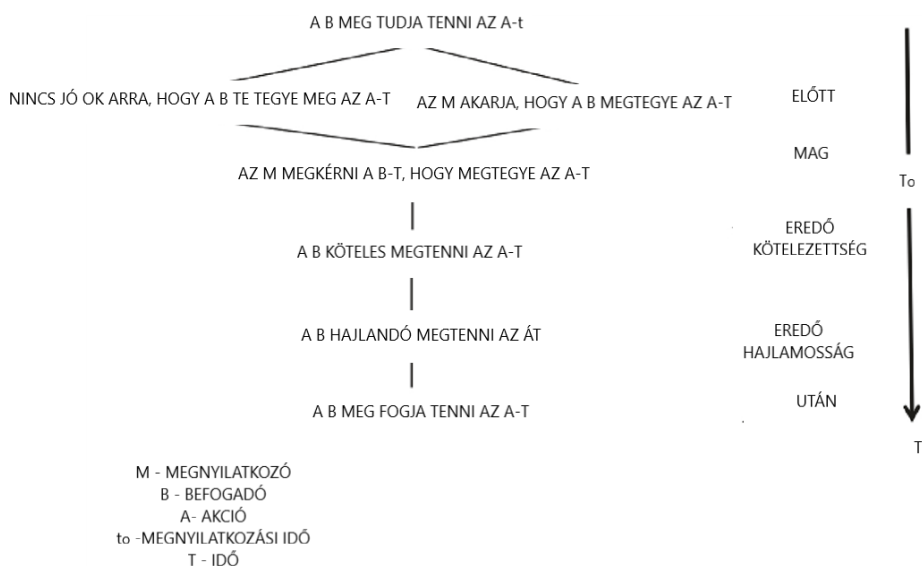 A B MEG TUDJA TENNI AZ A-t
NINCS JÓ OK ARRA, HOGY A B TE TEGYE MEG AZ A-T
AZ M AKARJA, HOGY A B MEGTEGYE AZ A-T
ELŐTT
MAG
AZ M MEGKÉRNI A B-T, HOGY MEGTEGYE AZ A-T
To
A B KÖTELES MEGTENNI AZ A-T
EREDŐ
KÖTELEZETTSÉG
A B HAJLANDÓ MEGTENNI AZ ÁT
EREDŐ
HAJLAMOSSÁG
A B MEG FOGJA TENNI AZ A-T
UTÁN
T
M - MEGNYILATKOZÓ
B - BEFOGADÓ
A- AKCIÓ
to -MEGNYILATKOZÁSI IDŐ
T - IDŐ